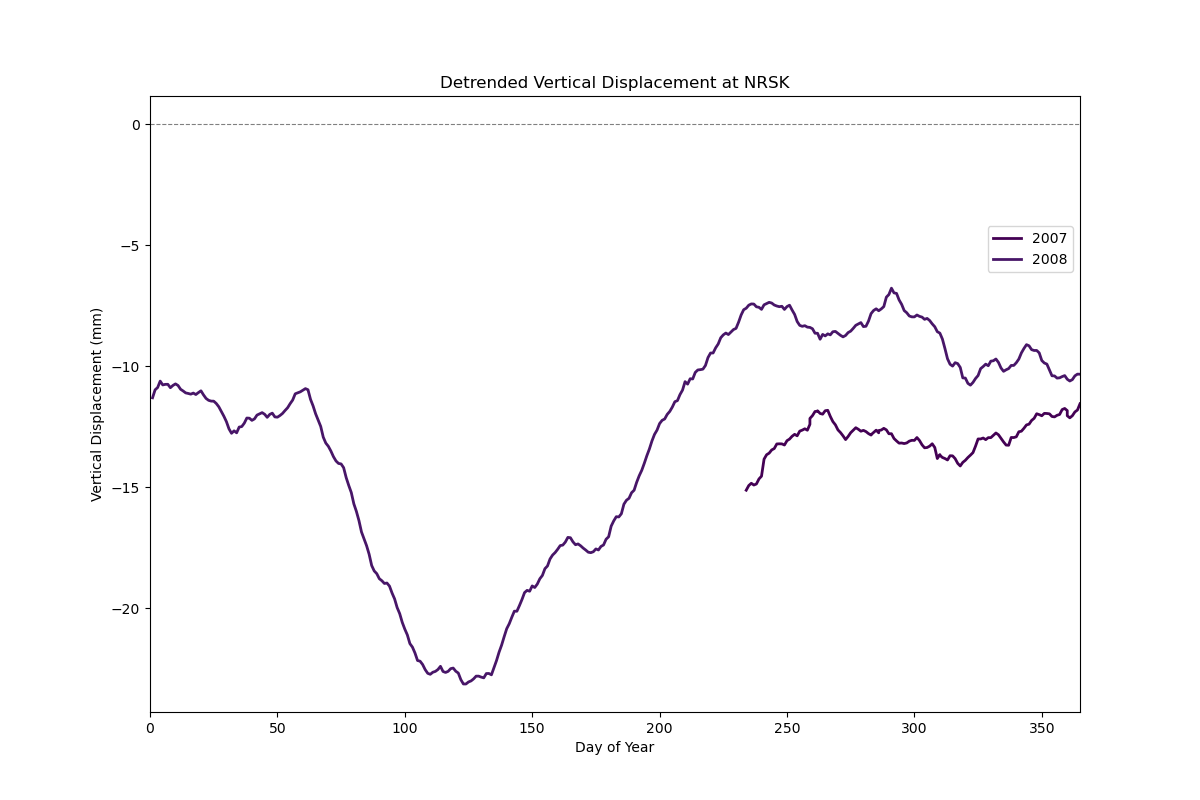 Detrended Vertical Displacement at NRSK
0
−5
−10
−15
−20
Vertical Displacement (mm)
2007
2008
0 50 100 150 200 250 300 350
Day of Year